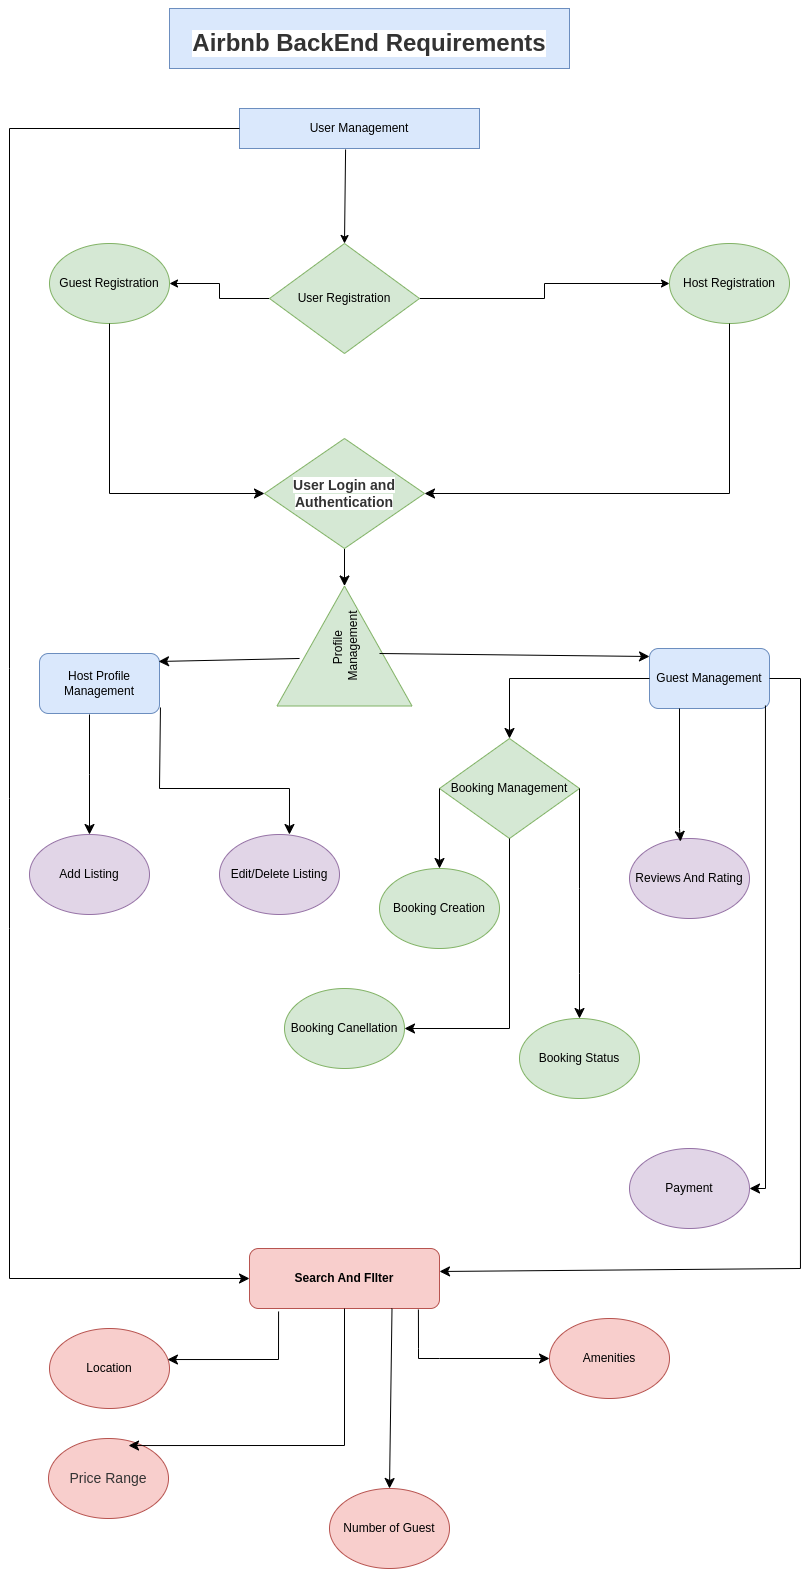 Airbnb BackEnd Requirements
User Management
Guest Registration
User Registration
Host Registration
User Login and
Authentication
Profile
Management
Host Profile
Management
Guest Management
Booking Management
Add Listing
Edit/Delete Listing
Reviews And Rating
Booking Creation
Booking Canellation
Booking Status
Payment
Search And FIlter
Location
Amenities
Price Range
Number of Guest